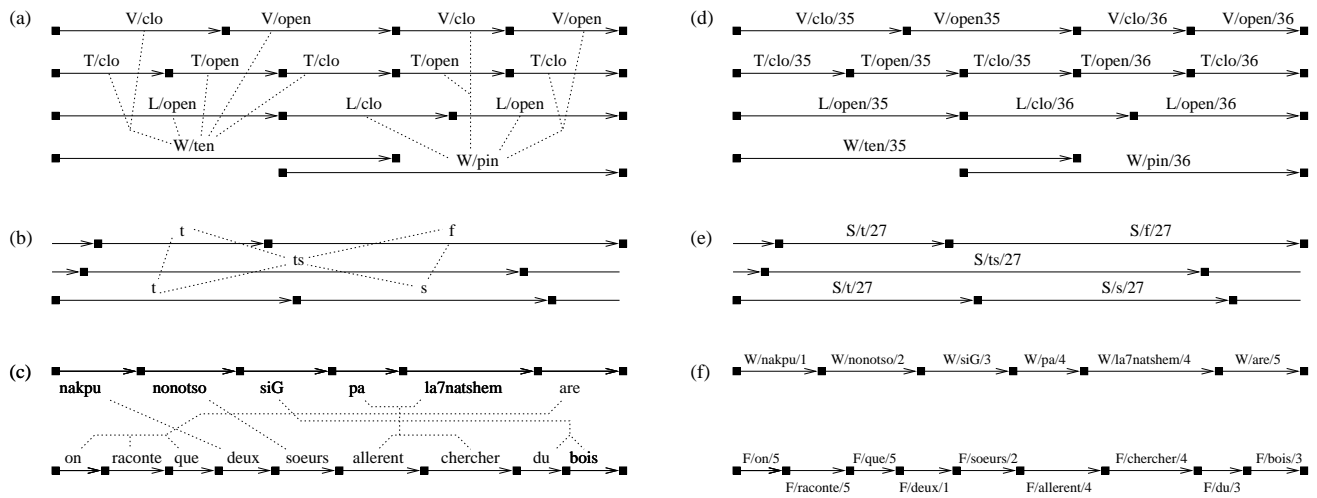 (a) V/clo V/open V/clo V/open
T/clo T/open T/clo T/open T/clo
L/open L/clo L/open
W/ten
W/pin
(b) t f
ts
t s
(c)
nakpu nonotso siG pa la7natshem are
on raconte que deux soeurs allerent chercher du bois
(d) V/clo/35 V/open35 V/clo/36 V/open/36
T/clo/35 T/open/35 T/clo/35 T/open/36 T/clo/36
L/open/35 L/clo/36 L/open/36
W/ten/35
W/pin/36
(e) S/t/27 S/f/27
S/ts/27
S/t/27 S/s/27
(f) W/nakpu/1 W/nonotso/2 W/siG/3 W/pa/4 W/la7natshem/4 W/are/5
F/on/5 F/que/5 F/soeurs/2 F/chercher/4 F/bois/3
F/raconte/5 F/deux/1 F/allerent/4 F/du/3